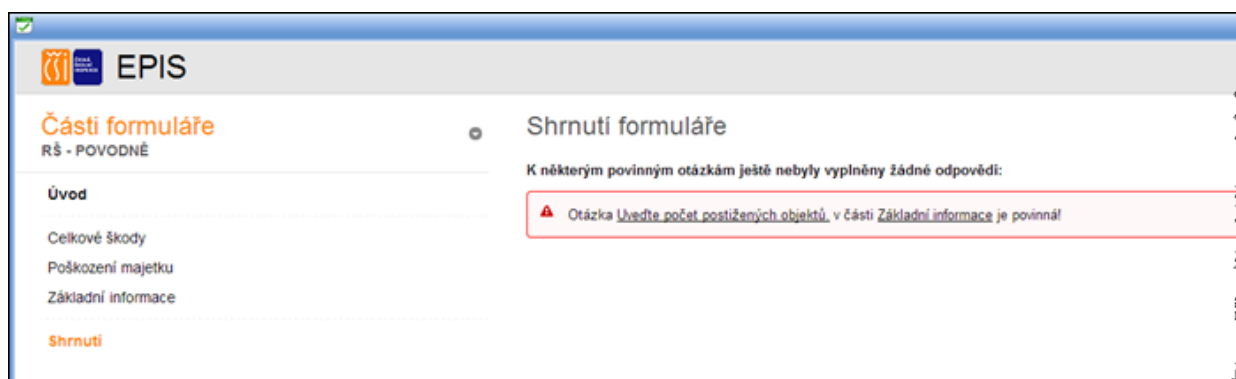 EPIS
Části formuláře
RŠ - POVODNĚ
Úvod
Celkové škody
Poškození majetku
Základní informace
Shrnutí
Shrnutí formuláře
K některým povinným otázkám ještě nebyly vyplněny žádné odpovědi:
Otázka Uveďte počet postižených objektů. v části Základní informace je povinná!